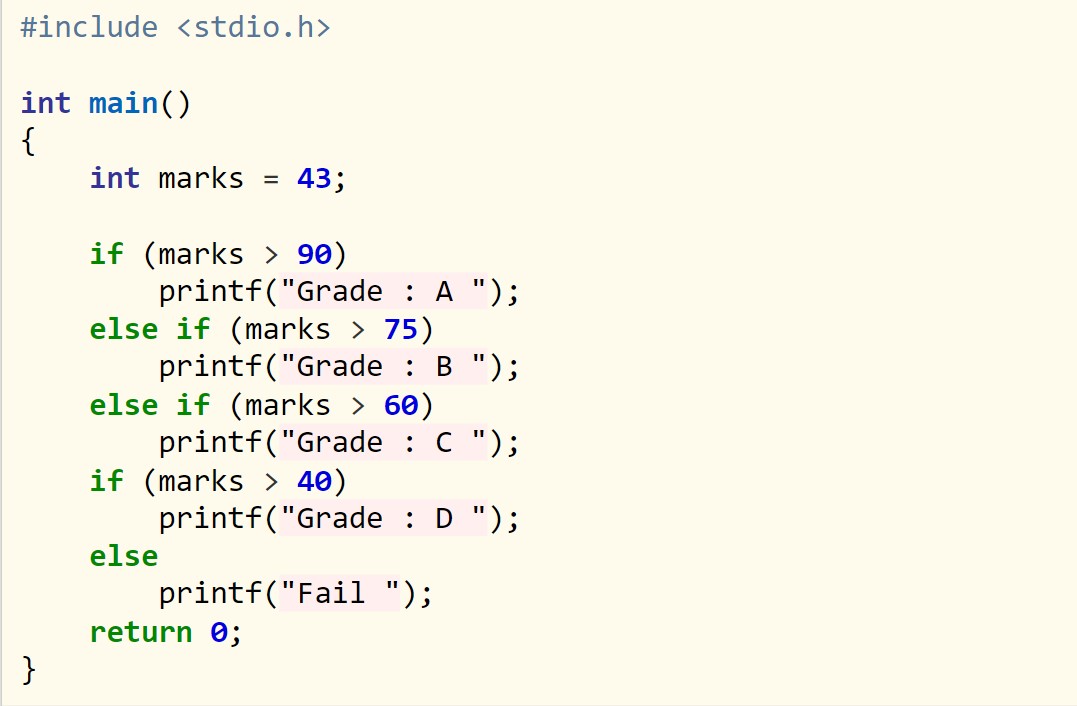 #include <stdio.h>
int main()
{
    int marks = 43;
    if (marks > 90)
        printf("Grade : A ");
    else if (marks > 75)
        printf("Grade : B ");
    else if (marks > 60)
        printf("Grade : C ");
    if (marks > 40)
        printf("Grade : D ");
    else
        printf("Fail ");
    return 0;
}